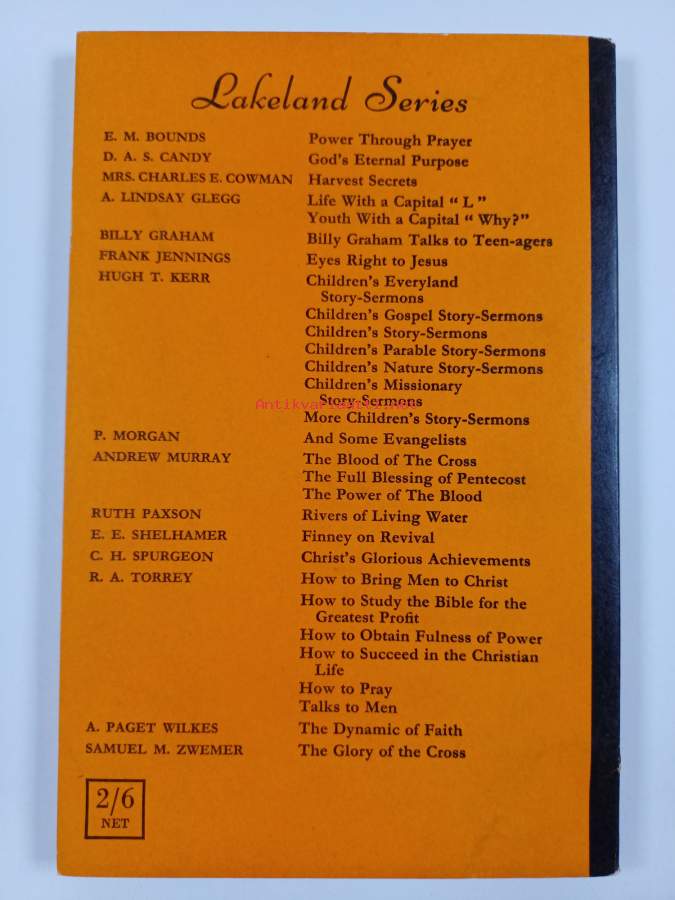 Lakeland Series
E. M. BOUNDS Power Through Prayer
D. A. S. CANDY God's Eternal Purpose
MRS. CHARLES E. COWMAN Harvest Secrets
A. LINDSAY GLEGG Life With a Capital “ L ”
Youth With a Capital “ Why?”
BILLY GRAHAM Billy Graham Talks to Teen-agers
FRANK JENNINGS Eyes Right to Jesus
HUGH T. KERR Children's Everyland
Story-Sermons
Children's Gospel Story-Sermons
Children's Story-Sermons
Children's Parable Story-Sermons
Children's Nature Story-Sermons
Children's Missionary
Story-Sermons
Antikvariaatti.net
More Children's Story-Sermons
P. MORGAN And Some Evangelists
ANDREW MURRAY The Blood of The Cross
The Full Blessing of Pentecost
The Power of The Blood
RUTH PAXSON Rivers of Living Water
E. E. SHELHAMER Finney on Revival
C. H. SPURGEON Christ's Glorious Achievements
R. A. TORREY How to Bring Men to Christ
How to Study the Bible for the
Greatest Profit
How to Obtain Fulness of Power
How to Succeed in the Christian
Life
How to Pray
Talks to Men
A. PAGET WILKES The Dynamic of Faith
SAMUEL M. ZWEMER The Glory of the Cross
2/6
NET